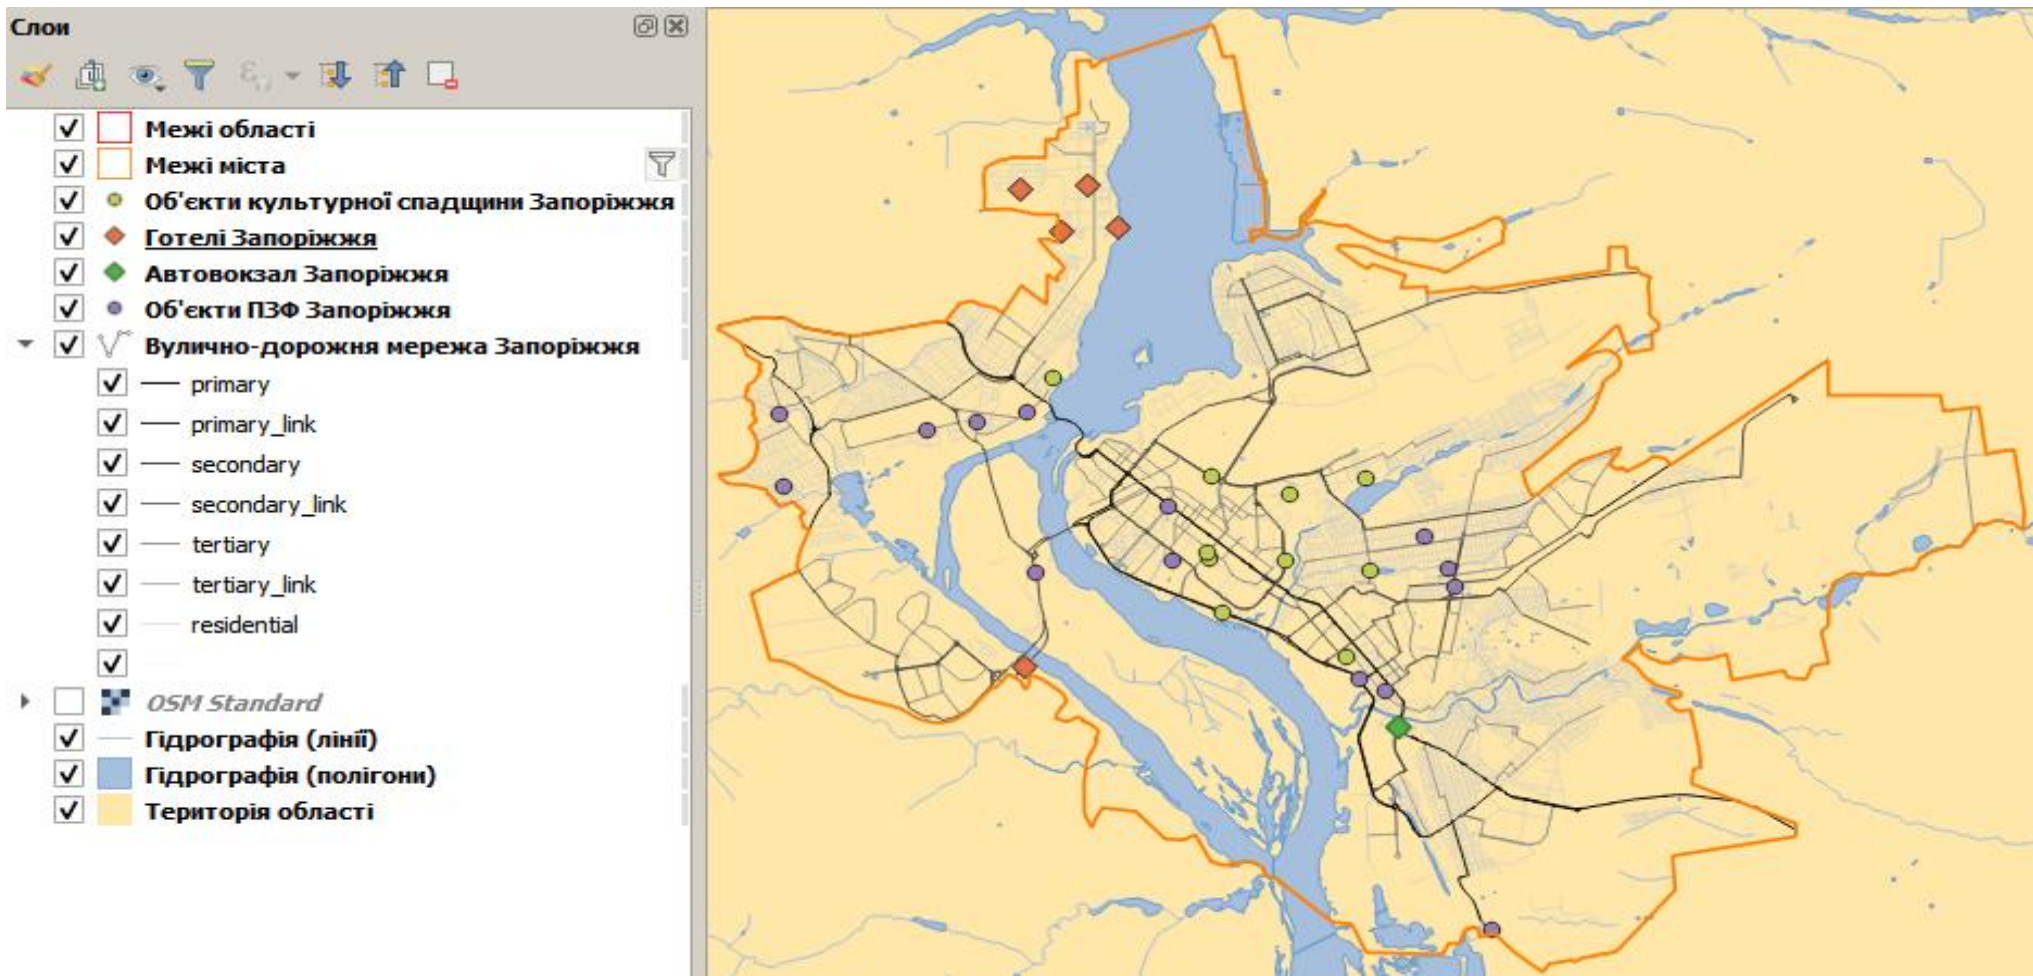 Слои
Межі області
Межі міста
Об'єкти культурної спадщини Запоріжжя
Готелі Запоріжжя
Автовокзал Запоріжжя
Об'єкти ПЗФ Запоріжжя
Вулично-дорожня мережа Запоріжжя
primary
primary_link
secondary
secondary_link
tertiary
tertiary_link
residential
OSM Standard
Гідрографія (лінії)
Гідрографія (полігони)
Територія області